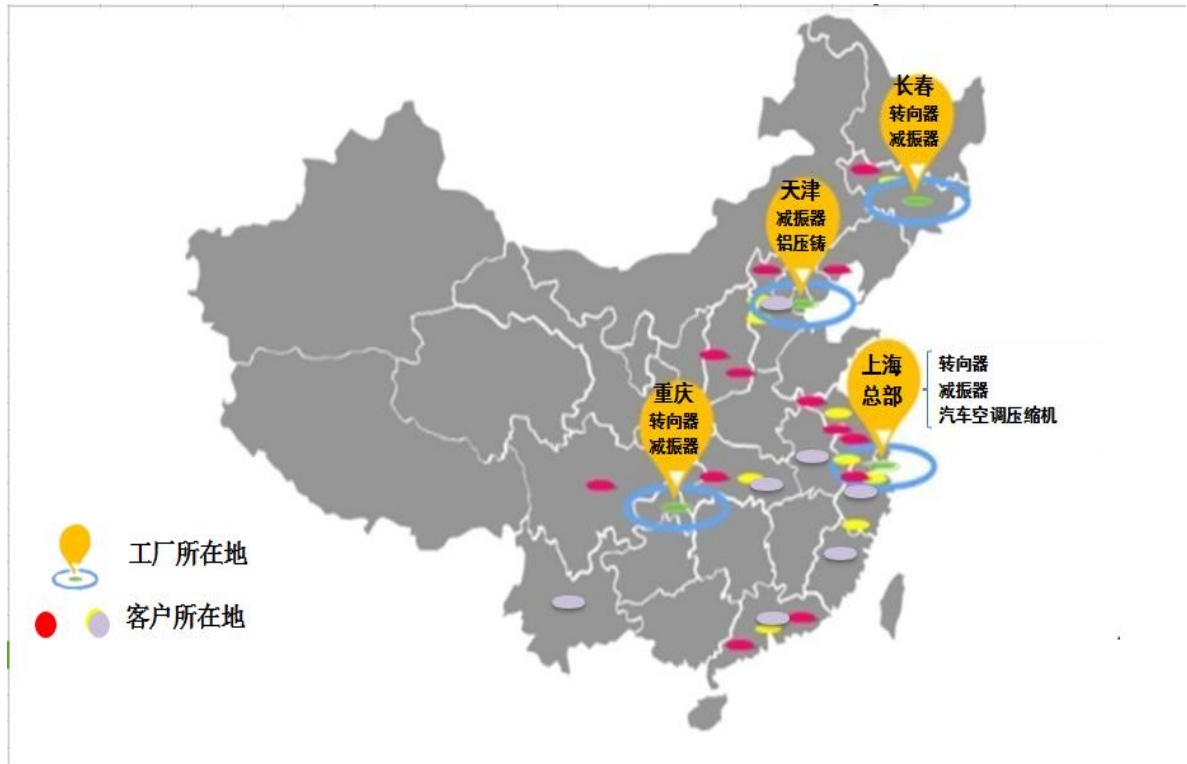 长春
转向器
减振器
天津
减振器
铝压铸
上海
总部
转向器
减振器
汽车空调压缩机
重庆
转向器
减振器
工厂所在地
客户所在地